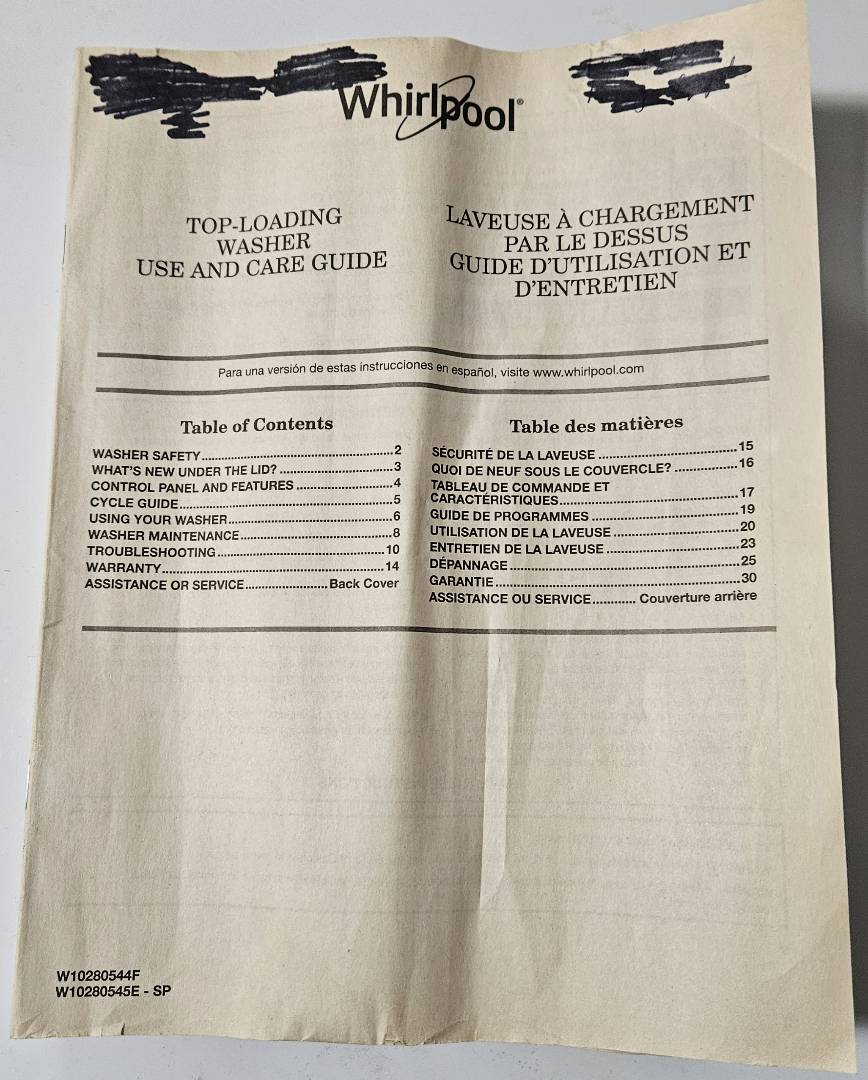 Whirlpool®
TOP-LOADING
WASHER
USE AND CARE GUIDE
LAVEUSE À CHARGEMENT
PAR LE DESSUS
GUIDE D'UTILISATION ET
D'ENTRETIEN
Para una versión de estas instrucciones en español, visite www.whirlpool.com
Table of Contents
WASHER SAFETY..........2
WHAT'S NEW UNDER THE LID?..........3
CONTROL PANEL AND FEATURES..........4
CYCLE GUIDE..........5
USING YOUR WASHER..........6
WASHER MAINTENANCE..........8
TROUBLESHOOTING..........10
WARRANTY..........14
ASSISTANCE OR SERVICE..........Back Cover
Table des matières
SÉCURITÉ DE LA LAVEUSE..........15
QUOI DE NEUF SOUS LE COUVERCLE?..........16
TABLEAU DE COMMANDE ET
CARACTÉRISTIQUES..........17
GUIDE DE PROGRAMMES..........19
UTILISATION DE LA LAVEUSE..........20
ENTRETIEN DE LA LAVEUSE..........23
DÉPANNAGE..........25
GARANTIE..........30
ASSISTANCE OU SERVICE..........Couverture arrière
W10280544F
W10280545E - SP